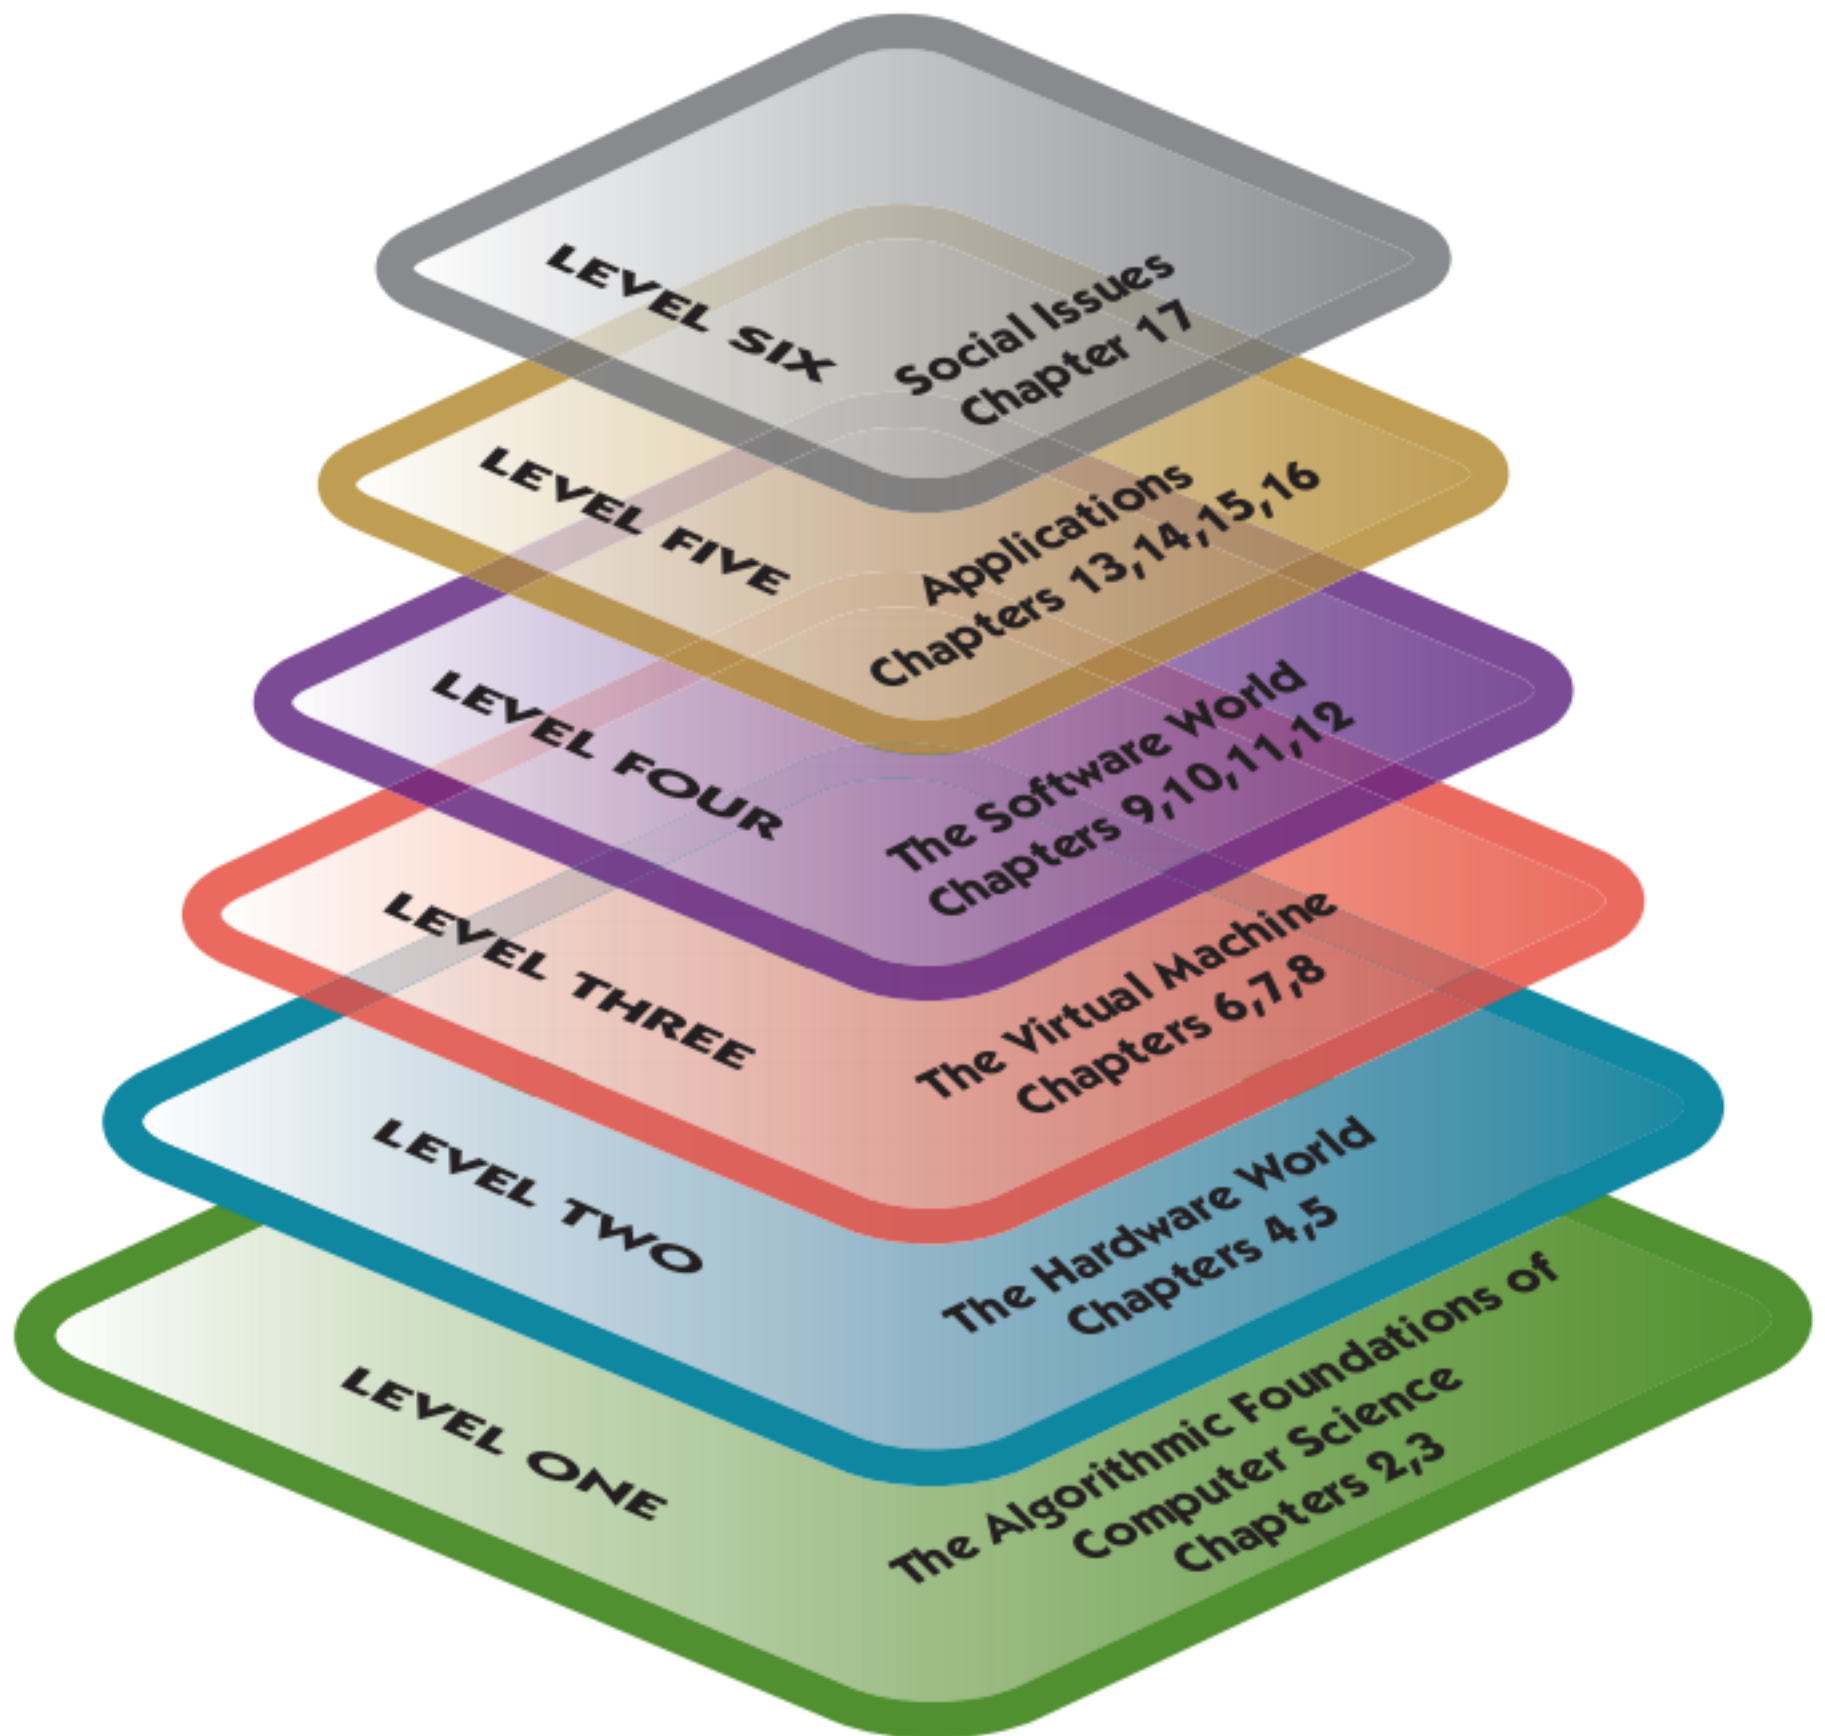 LEVEL SIX
Social Issues
Chapter 17
LEVEL FIVE
Applications
Chapters 13,14,15,16
LEVEL FOUR
The Software World
Chapters 9,10,11,12
LEVEL THREE
The Virtual Machine
Chapters 6,7,8
LEVEL TWO
The Hardware World
Chapters 4,5
LEVEL ONE
The Algorithmic Foundations of
Computer Science
Chapters 2,3